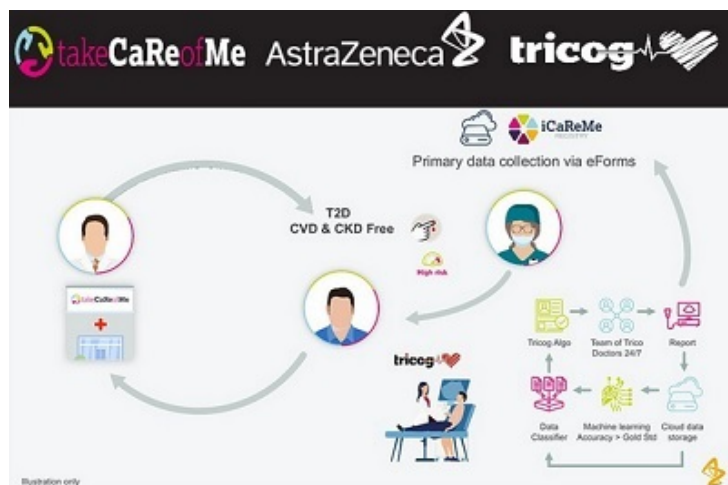 takeCaReofMe AstraZeneca tricog
iCaReMe
REGISTRY
Primary data collection via eForms
T2D
CVD & CKD Free
High risk
takeCaReofMe
tricog
Tricog Algo
Team of Trico
Doctors 24/7
Report
Data
Classifier
Machine learning
Accuracy > Gold Std
Cloud data
storage
Illustration only